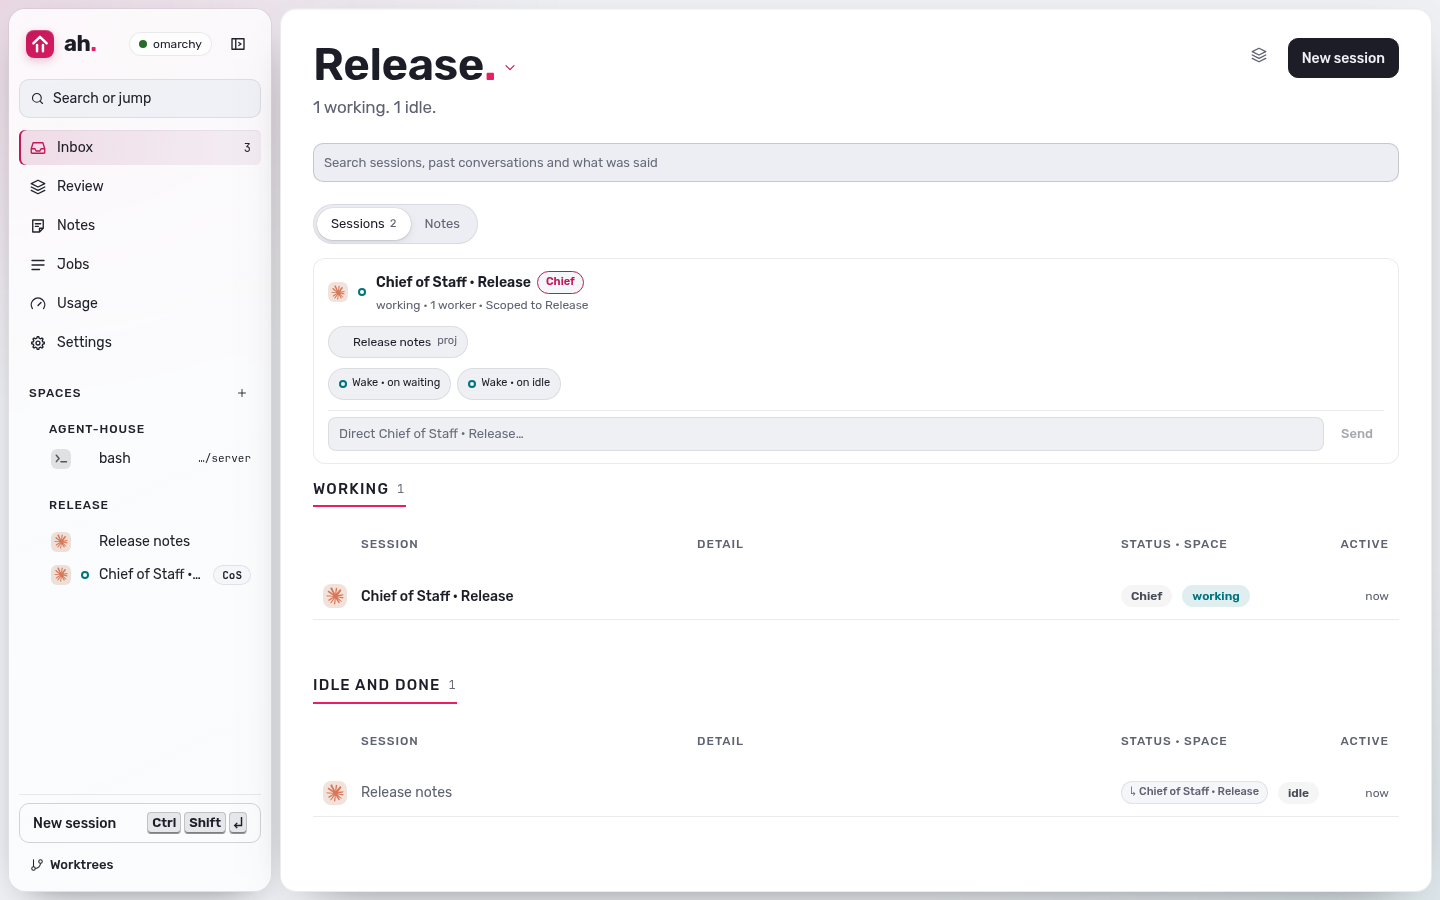 ah.
omarchy
Search or jump
Inbox 3
Review
Notes
Jobs
Usage
Settings
SPACES +
AGENT-HOUSE
bash …/server
RELEASE
Release notes
Chief of Staff •… CoS
New session Ctrl Shift ↲
Worktrees
Release.
New session
1 working. 1 idle.
Search sessions, past conversations and what was said
Sessions 2 Notes
Chief of Staff • Release Chief
working • 1 worker • Scoped to Release
Release notes proj
Wake • on waiting Wake • on idle
Direct Chief of Staff • Release… Send
WORKING 1
SESSION DETAIL STATUS • SPACE ACTIVE
Chief of Staff • Release Chief working now
IDLE AND DONE 1
SESSION DETAIL STATUS • SPACE ACTIVE
Release notes ↳ Chief of Staff • Release idle now